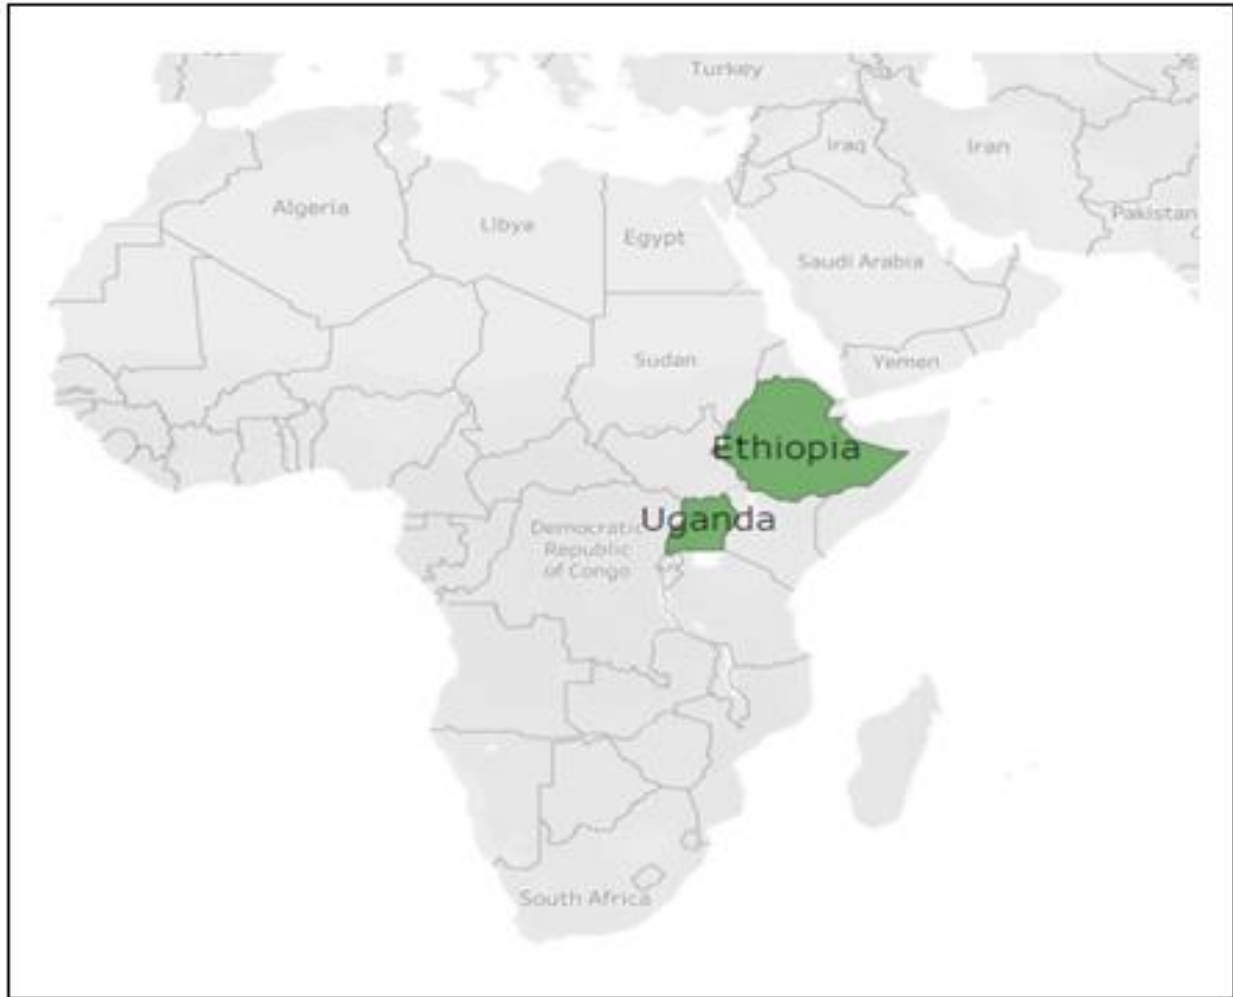 Turkey
Iraq
Iran
Algeria
Libya
Egypt
Pakistan
Saudi Arabia
Sudan
Yemen
Ethiopia
Uganda
Democratic
Republic
of Congo
South Africa